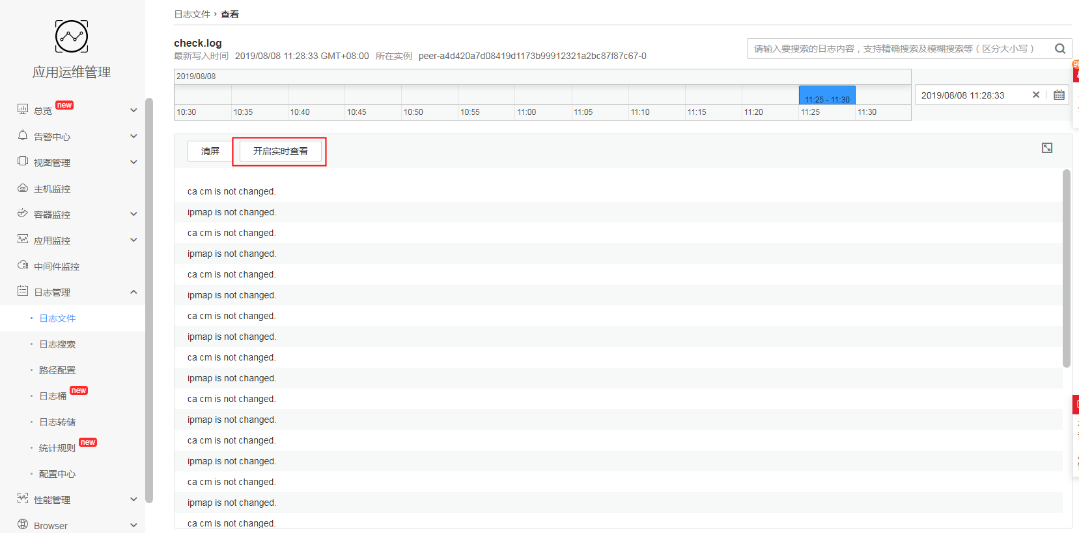 应用运维管理
总览 new
告警中心
视图管理
主机监控
容器监控
应用监控
中间件监控
日志管理
日志文件
日志搜索
路径配置
日志桶 new
日志转储
统计规则 new
配置中心
性能管理
Browser
日志文件 › 查看
check.log
最新写入时间 2019/08/08 11:28:33 GMT+08:00 所在实例 peer-a4d420a7d08419d1173b99912321a2bc87f87c67-0
请输入要搜索的日志内容，支持精确搜索及模糊搜索等（区分大小写）
2019/08/08
11:25 - 11:30
10:30 10:35 10:40 10:45 10:50 10:55 11:00 11:05 11:10 11:15 11:20 11:25 11:30
2019/08/08 11:28:33
清屏 开启实时查看
ca cm is not changed.
ipmap is not changed.
ca cm is not changed.
ipmap is not changed.
ca cm is not changed.
ipmap is not changed.
ca cm is not changed.
ipmap is not changed.
ca cm is not changed.
ipmap is not changed.
ca cm is not changed.
ipmap is not changed.
ca cm is not changed.
ipmap is not changed.
ca cm is not changed.
ipmap is not changed.
ca cm is not changed.